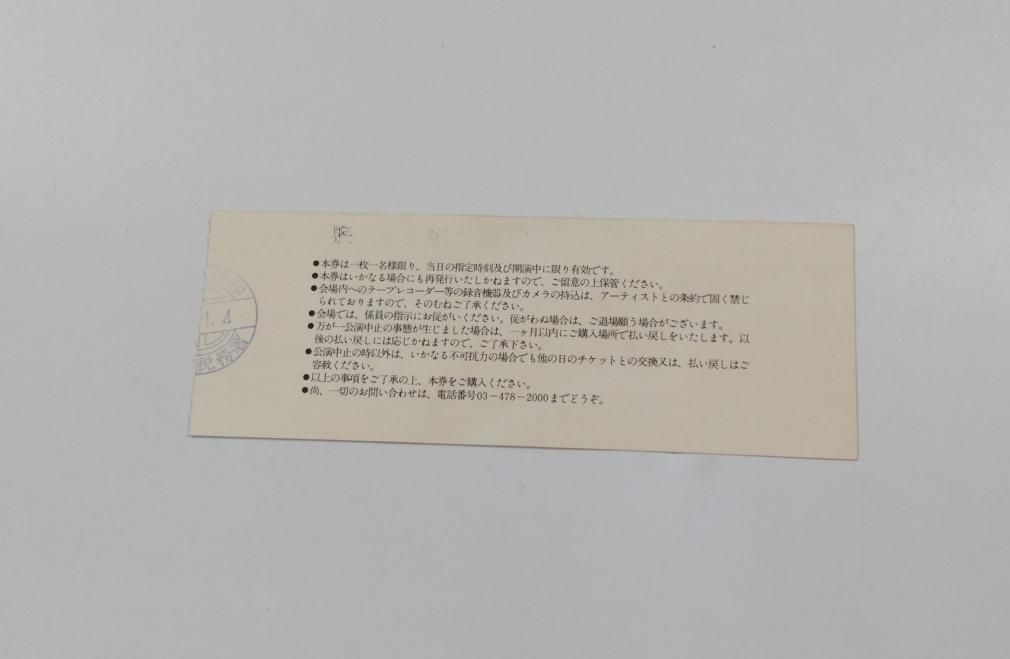 ●本券は一枚一名様限り、当日の指定時刻及び開演中に限り有効です。
●本券はいかなる場合にも再発行いたしかねますので、ご留意の上保管ください。
●会場内へのテープレコーダー等の録音機器及びカメラの持込は、アーティストとの条約で固く禁じ
られておりますので、そのむねご了承ください。
●会場では、係員の指示にお従がいください。従がわぬ場合は、ご退場願う場合がございます。
●万が一公演中止の事態が生じました場合は、一ヶ月以内にご購入場所で払い戻しをいたします。以
後の払い戻しには応じかねますので、ご了承下さい。
●公演中止の時以外は、いかなる不可抗力の場合でも他の日のチケットとの交換又は、払い戻しはご
容赦ください。
●以上の事項をご了承の上、本券をご購入ください。
●尚、一切のお問い合わせは、電話番号03-478-2000までどうぞ。
印
1. 4
税務署